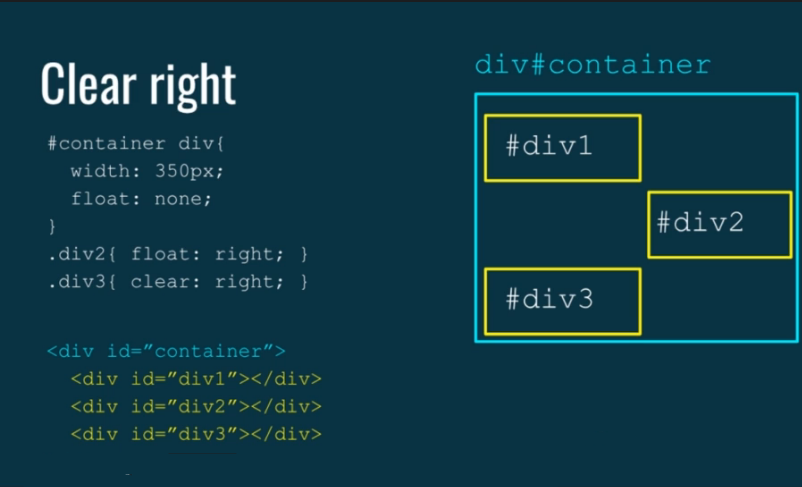 Clear right
#container div{
  width: 350px;
  float: none;
}
.div2{ float: right; }
.div3{ clear: right; }
<div id=”container”>
  <div id=”div1”></div>
  <div id=”div2”></div>
  <div id=”div3”></div>
div#container
#div1
#div2
#div3